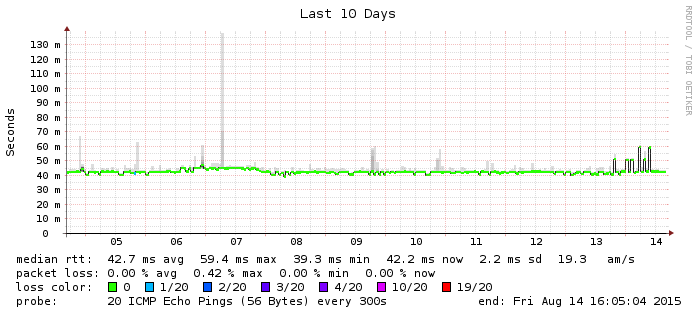 Last 10 Days
RRDTOOL / TOBI OETIKER
Seconds
130 m
120 m
110 m
100 m
90 m
80 m
70 m
60 m
50 m
40 m
30 m
20 m
10 m
0
05 06 07 08 09 10 11 12 13 14
median rtt: 42.7 ms avg 59.4 ms max 39.3 ms min 42.2 ms now 2.2 ms sd 19.3 am/s
packet loss: 0.00 % avg 0.42 % max 0.00 % min 0.00 % now
loss color: 0 1/20 2/20 3/20 4/20 10/20 19/20
probe: 20 ICMP Echo Pings (56 Bytes) every 300s end: Fri Aug 14 16:05:04 2015